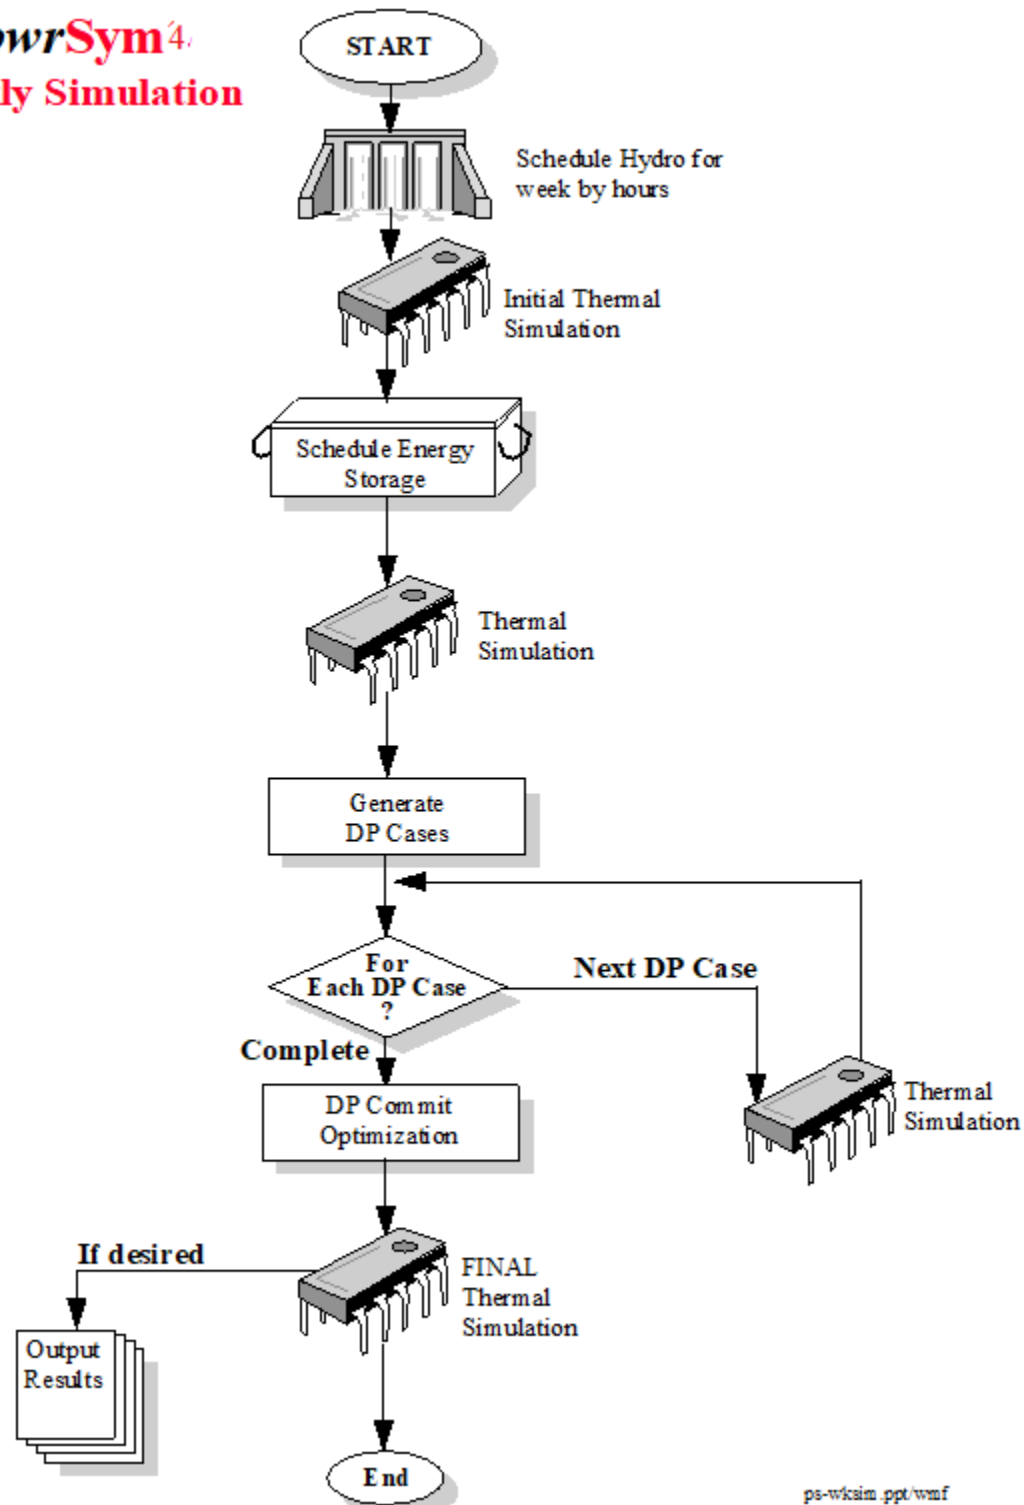 owrSym 4
ly Simulation
START
Schedule Hydro for
week by hours
Initial Thermal
Simulation
Schedule Energy
Storage
Thermal
Simulation
Generate
DP Cases
For
Each DP Case
?
Next DP Case
Complete
Thermal
Simulation
DP Commit
Optimization
If desired
FINAL
Thermal
Simulation
Output
Results
End
ps-wksim.ppt/wmf